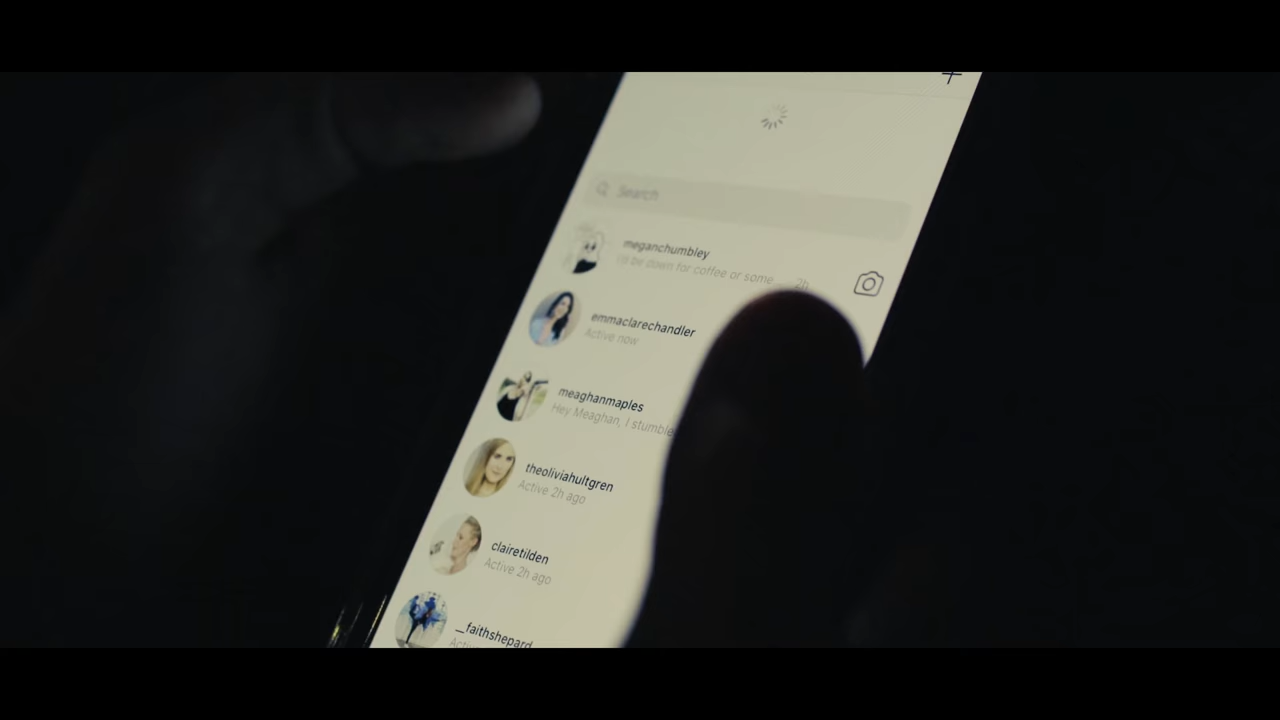 Search
meganchumbley
be down for coffee or some ... 2h
emmaclarechandler
Active now
meaghanmaples
Hey Meaghan, I stumble
theoliviahultgren
Active 2h ago
clairetilden
Active 2h ago
__faithshepard